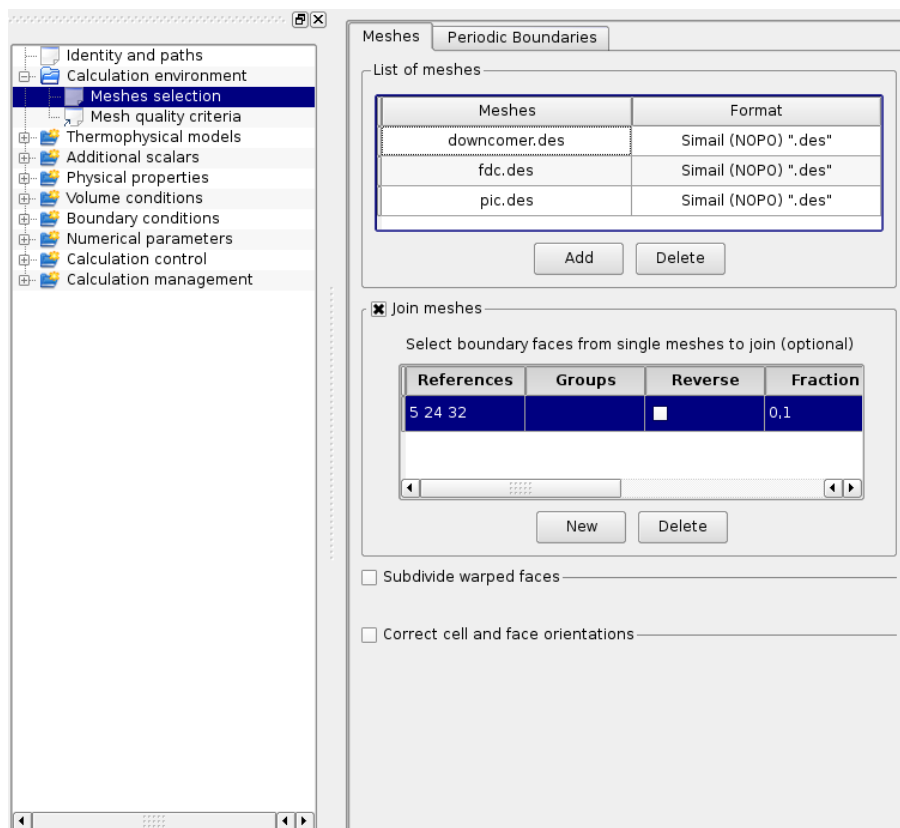 Identity and paths
Calculation environment
Meshes selection
Mesh quality criteria
Thermophysical models
Additional scalars
Physical properties
Volume conditions
Boundary conditions
Numerical parameters
Calculation control
Calculation management
Meshes Periodic Boundaries
List of meshes
Meshes Format
downcomer.des Simail (NOPO) ".des"
fdc.des Simail (NOPO) ".des"
pic.des Simail (NOPO) ".des"
Add Delete
Join meshes
Select boundary faces from single meshes to join (optional)
References Groups Reverse Fraction
5 24 32 0,1
New Delete
Subdivide warped faces
Correct cell and face orientations